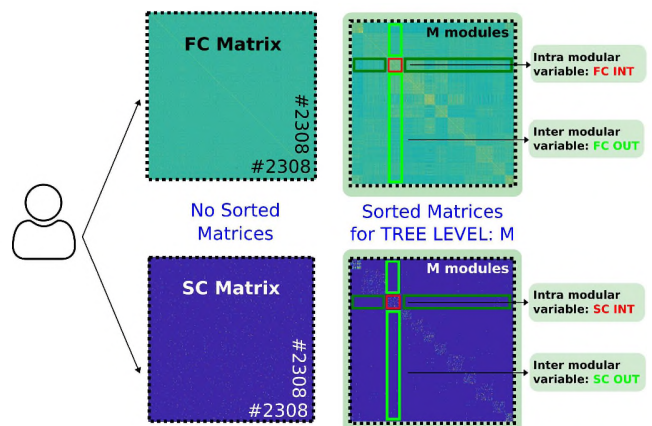 FC Matrix
#2308
#2308
M modules
Intra modular
variable: FC INT
Inter modular
variable: FC OUT
No Sorted
Matrices
Sorted Matrices
for TREE LEVEL: M
SC Matrix
#2308
#2308
M modules
Intra modular
variable: SC INT
Inter modular
variable: SC OUT